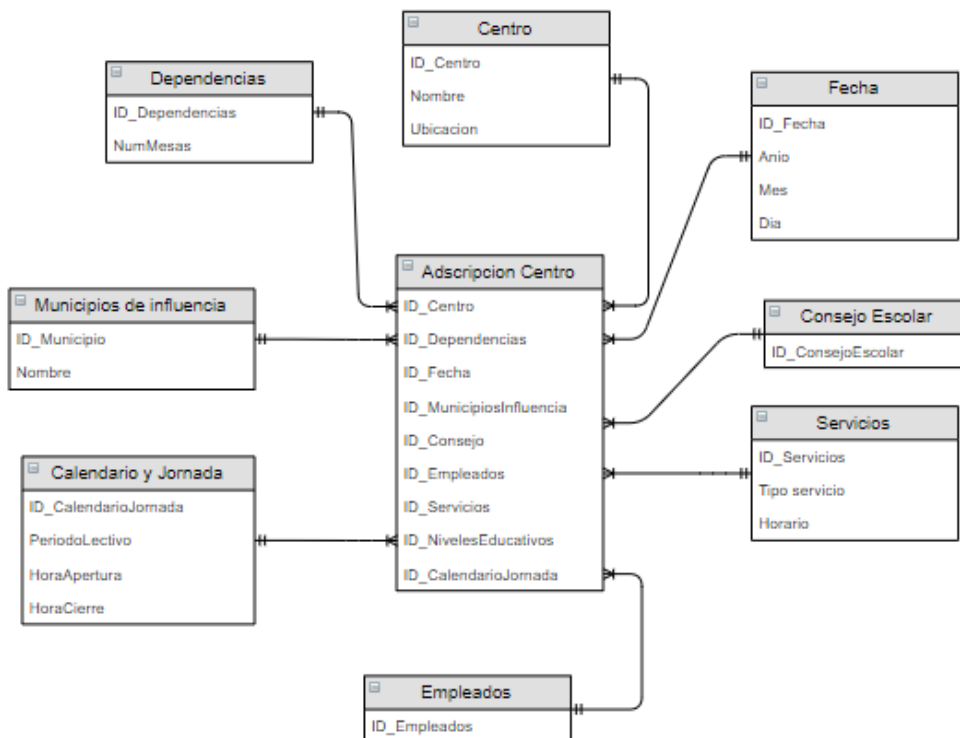 Centro
ID_Centro
Nombre
Ubicacion
Dependencias
ID_Dependencias
NumMesas
Fecha
ID_Fecha
Anio
Mes
Dia
Adscripcion Centro
ID_Centro
ID_Dependencias
ID_Fecha
ID_MunicipiosInfluencia
ID_Consejo
ID_Empleados
ID_Servicios
ID_NivelesEducativos
ID_CalendarioJornada
Municipios de influencia
ID_Municipio
Nombre
Consejo Escolar
ID_ConsejoEscolar
Servicios
ID_Servicios
Tipo servicio
Horario
Calendario y Jornada
ID_CalendarioJornada
PeriodoLectivo
HoraApertura
HoraCierre
Empleados
ID_Empleados